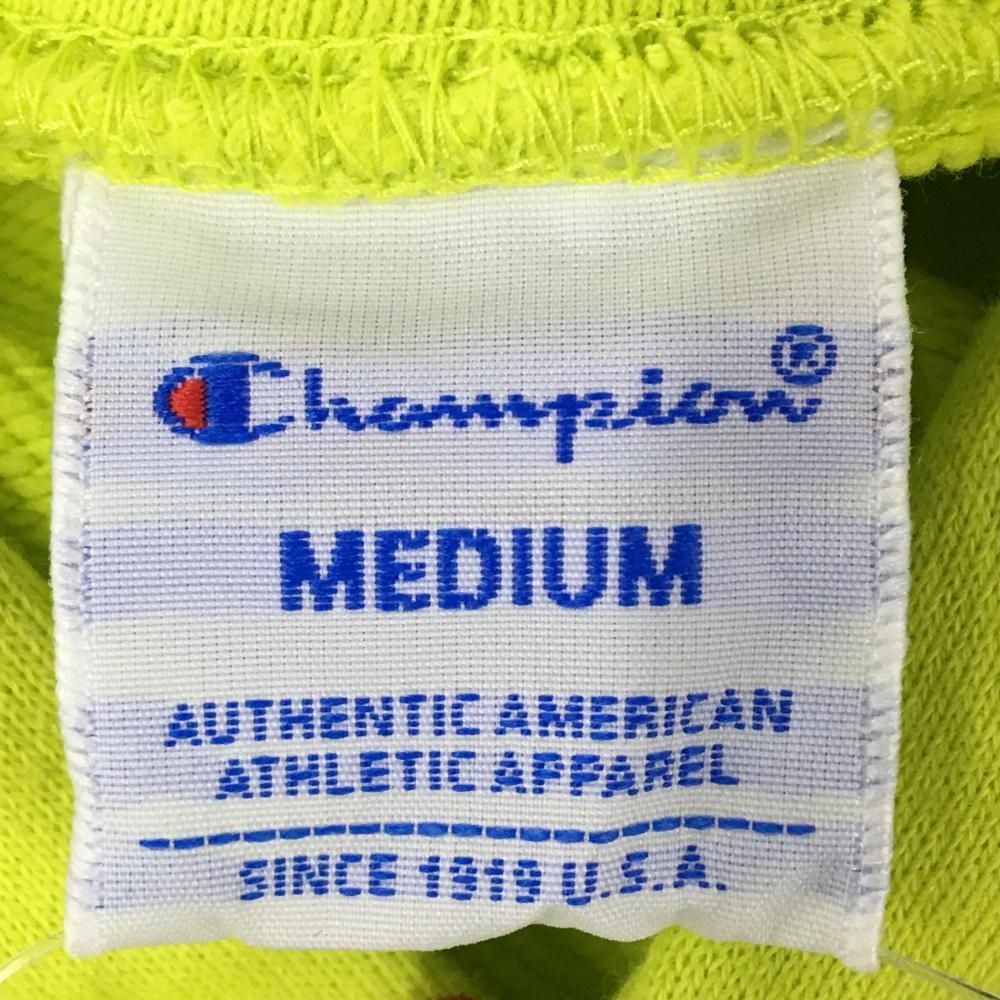 Champion®
MEDIUM
AUTHENTIC AMERICAN
ATHLETIC APPAREL
SINCE 1919 U.S.A.